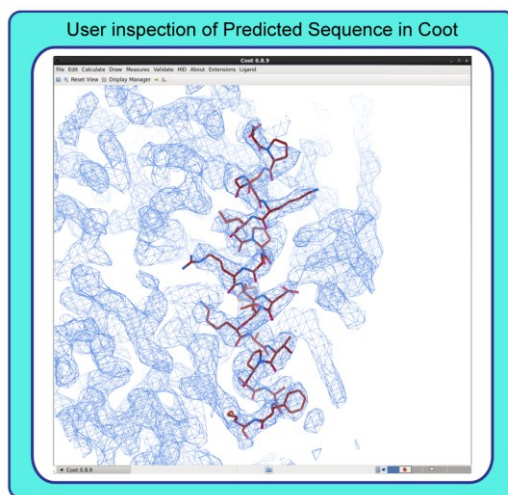 User inspection of Predicted Sequence in Coot
Coot 0.8.9
File Edit Calculate Draw Measures Validate HID About Extensions Ligand
Reset View Display Manager
Coot 0.8.9